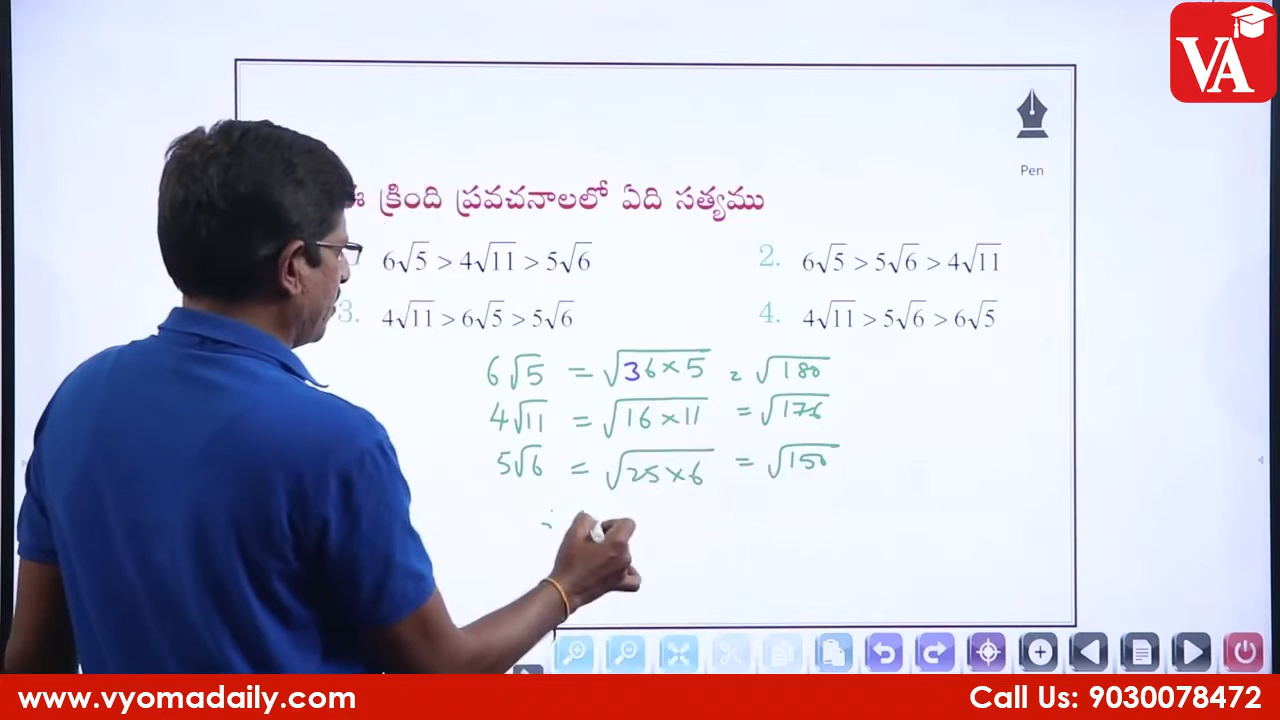 VA
Pen
ఈ క్రింది ప్రవచనాలలో ఏది సత్యము
6√5 > 4√11 > 5√6
2. 6√5 > 5√6 > 4√11
3. 4√11 > 6√5 > 5√6
4. 4√11 > 5√6 > 6√5
6√5 = √36×5 = √180
4√11 = √16×11 = √176
5√6 = √25×6 = √150
www.vyomadaily.com
Call Us: 9030078472